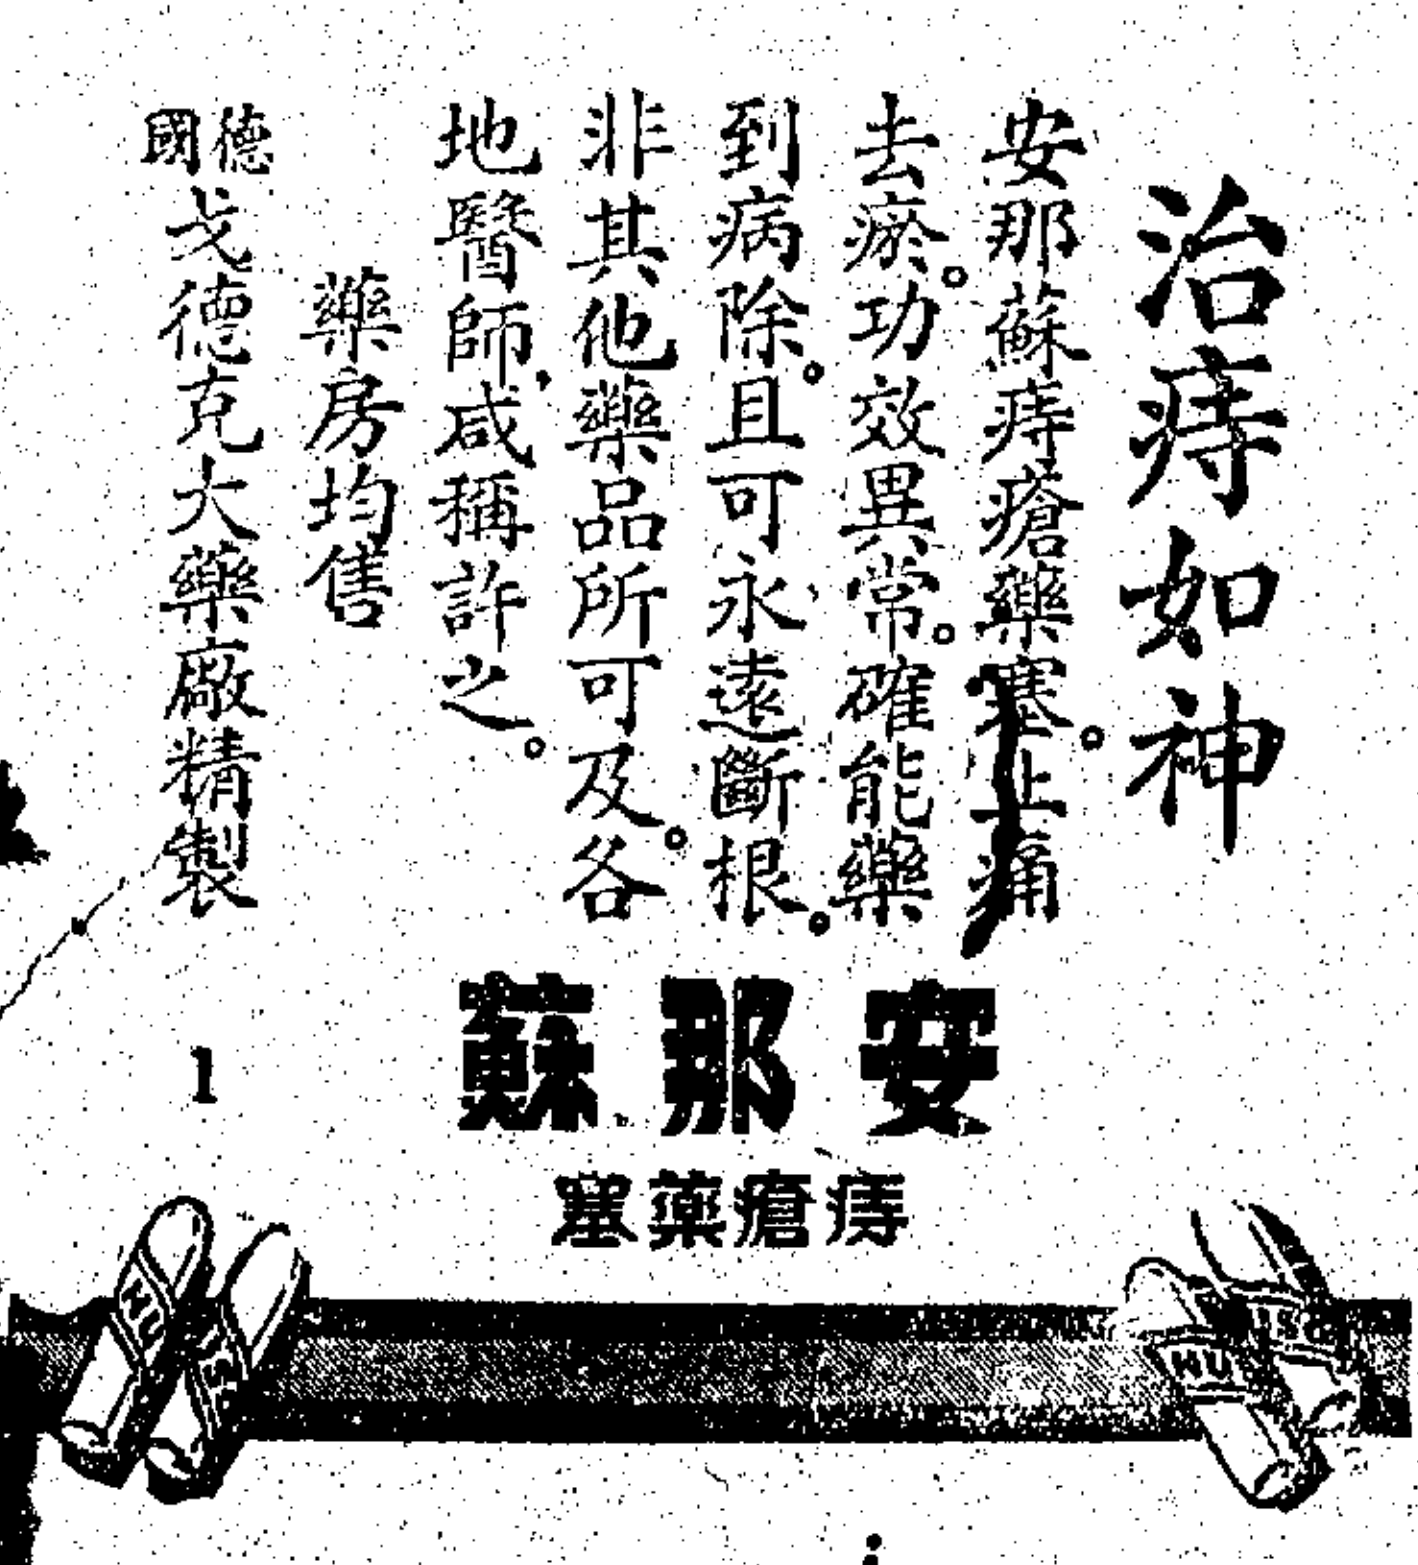 治痔如神
安那蘇痔瘡藥塞。止痛
去瘀。功效異常。確能藥
到病除。且可永遠斷根。
非其他藥品所可及。各
地醫師,咸稱許之。
藥房均售
德國戈德克大藥廠精製
安那蘇
痔瘡藥塞
1